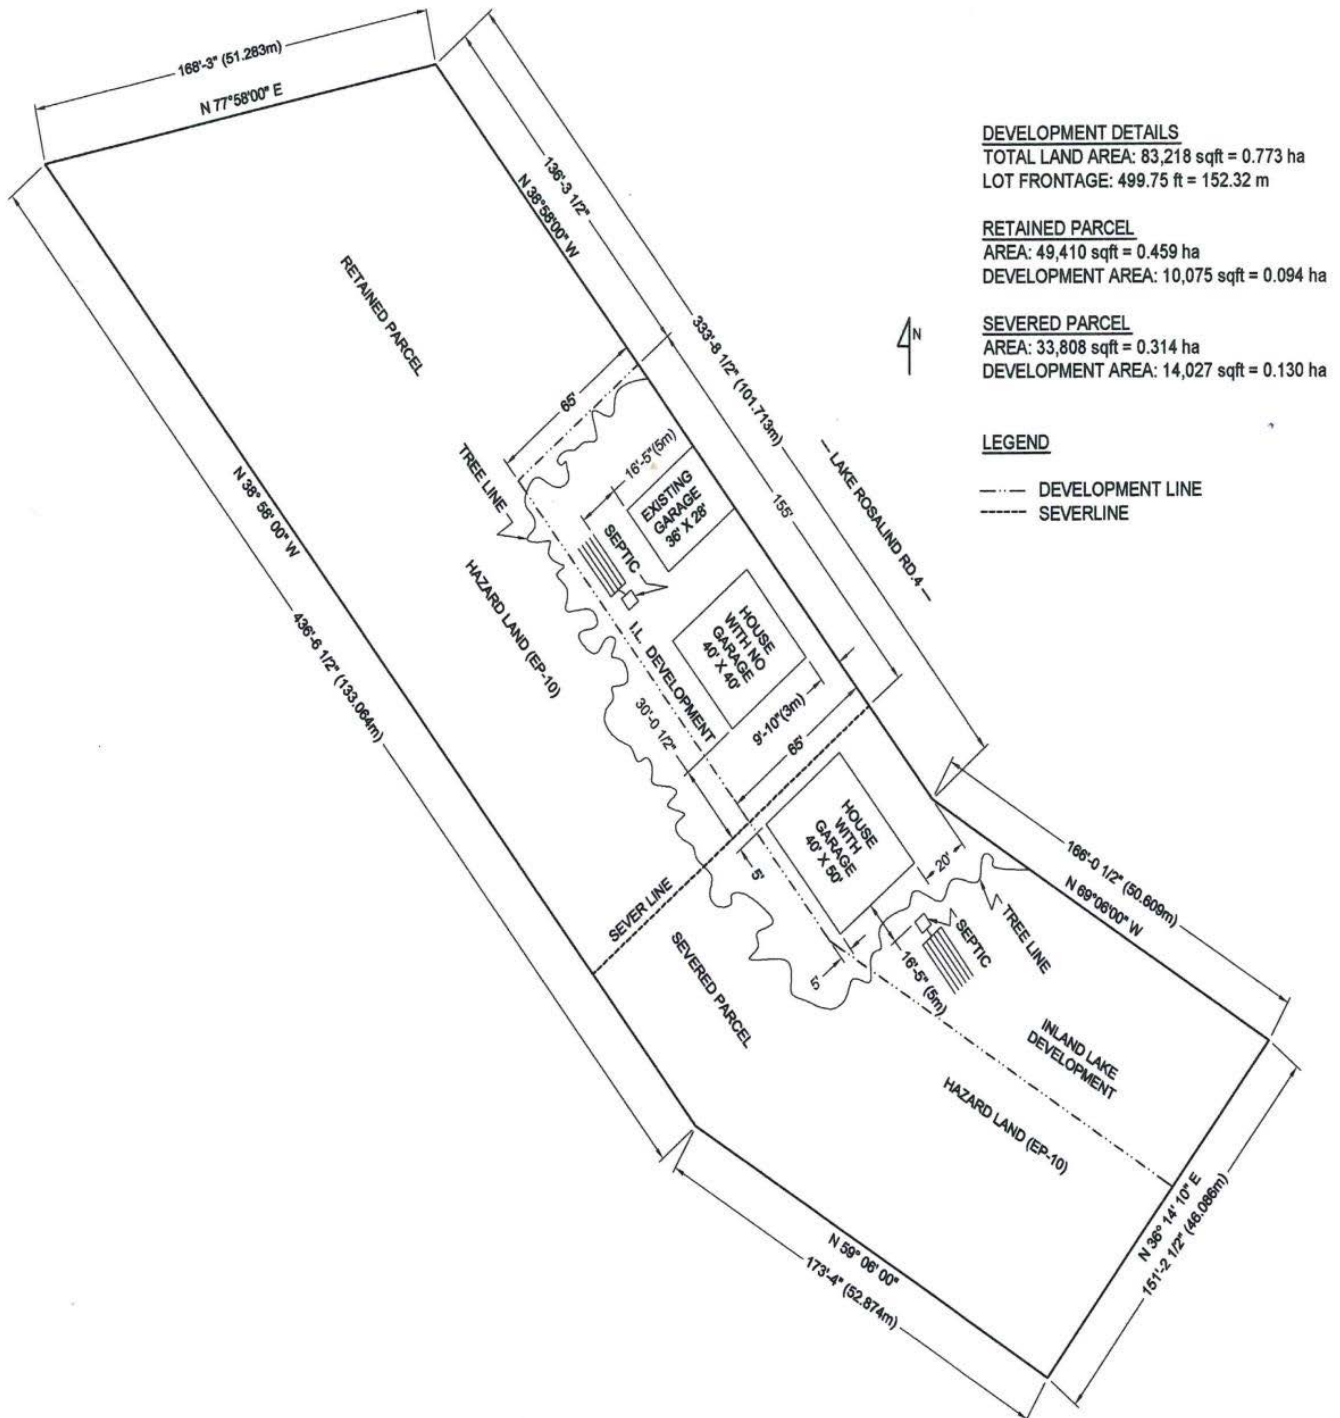 168'-3" (51.283m)
N 77°58'00" E
136'-3 1/2"
N 38°58'00" W
DEVELOPMENT DETAILS
TOTAL LAND AREA: 83,218 sqft = 0.773 ha
LOT FRONTAGE: 499.75 ft = 152.32 m
RETAINED PARCEL
AREA: 49,410 sqft = 0.459 ha
DEVELOPMENT AREA: 10,075 sqft = 0.094 ha
SEVERED PARCEL
AREA: 33,808 sqft = 0.314 ha
DEVELOPMENT AREA: 14,027 sqft = 0.130 ha
LEGEND
DEVELOPMENT LINE
SEVERLINE
N
RETAINED PARCEL
333'-8 1/2" (101.713m)
65'
16'-5"(5m)
TREE LINE
EXISTING
GARAGE
36' X 28'
155'
LAKE ROSALIND RD.4
SEPTIC
N 38° 58' 00" W
436'-6 1/2" (133.064m)
HAZARD LAND (EP-10)
HOUSE
WITH NO
GARAGE
40' X 40'
I.L. DEVELOPMENT
30'-0 1/2"
9'-10"(3m)
65'
HOUSE
WITH
GARAGE
40' X 50'
5'
20'
SEVER LINE
SEVERED PARCEL
166'-0 1/2" (50.609m)
N 69°06'00" W
TREE LINE
SEPTIC
16'-5" (5m)
5'
INLAND LAKE
DEVELOPMENT
HAZARD LAND (EP-10)
N 36° 14' 10" E
151'-2 1/2" (46.086m)
N 59° 06' 00"
173'-4" (52.874m)